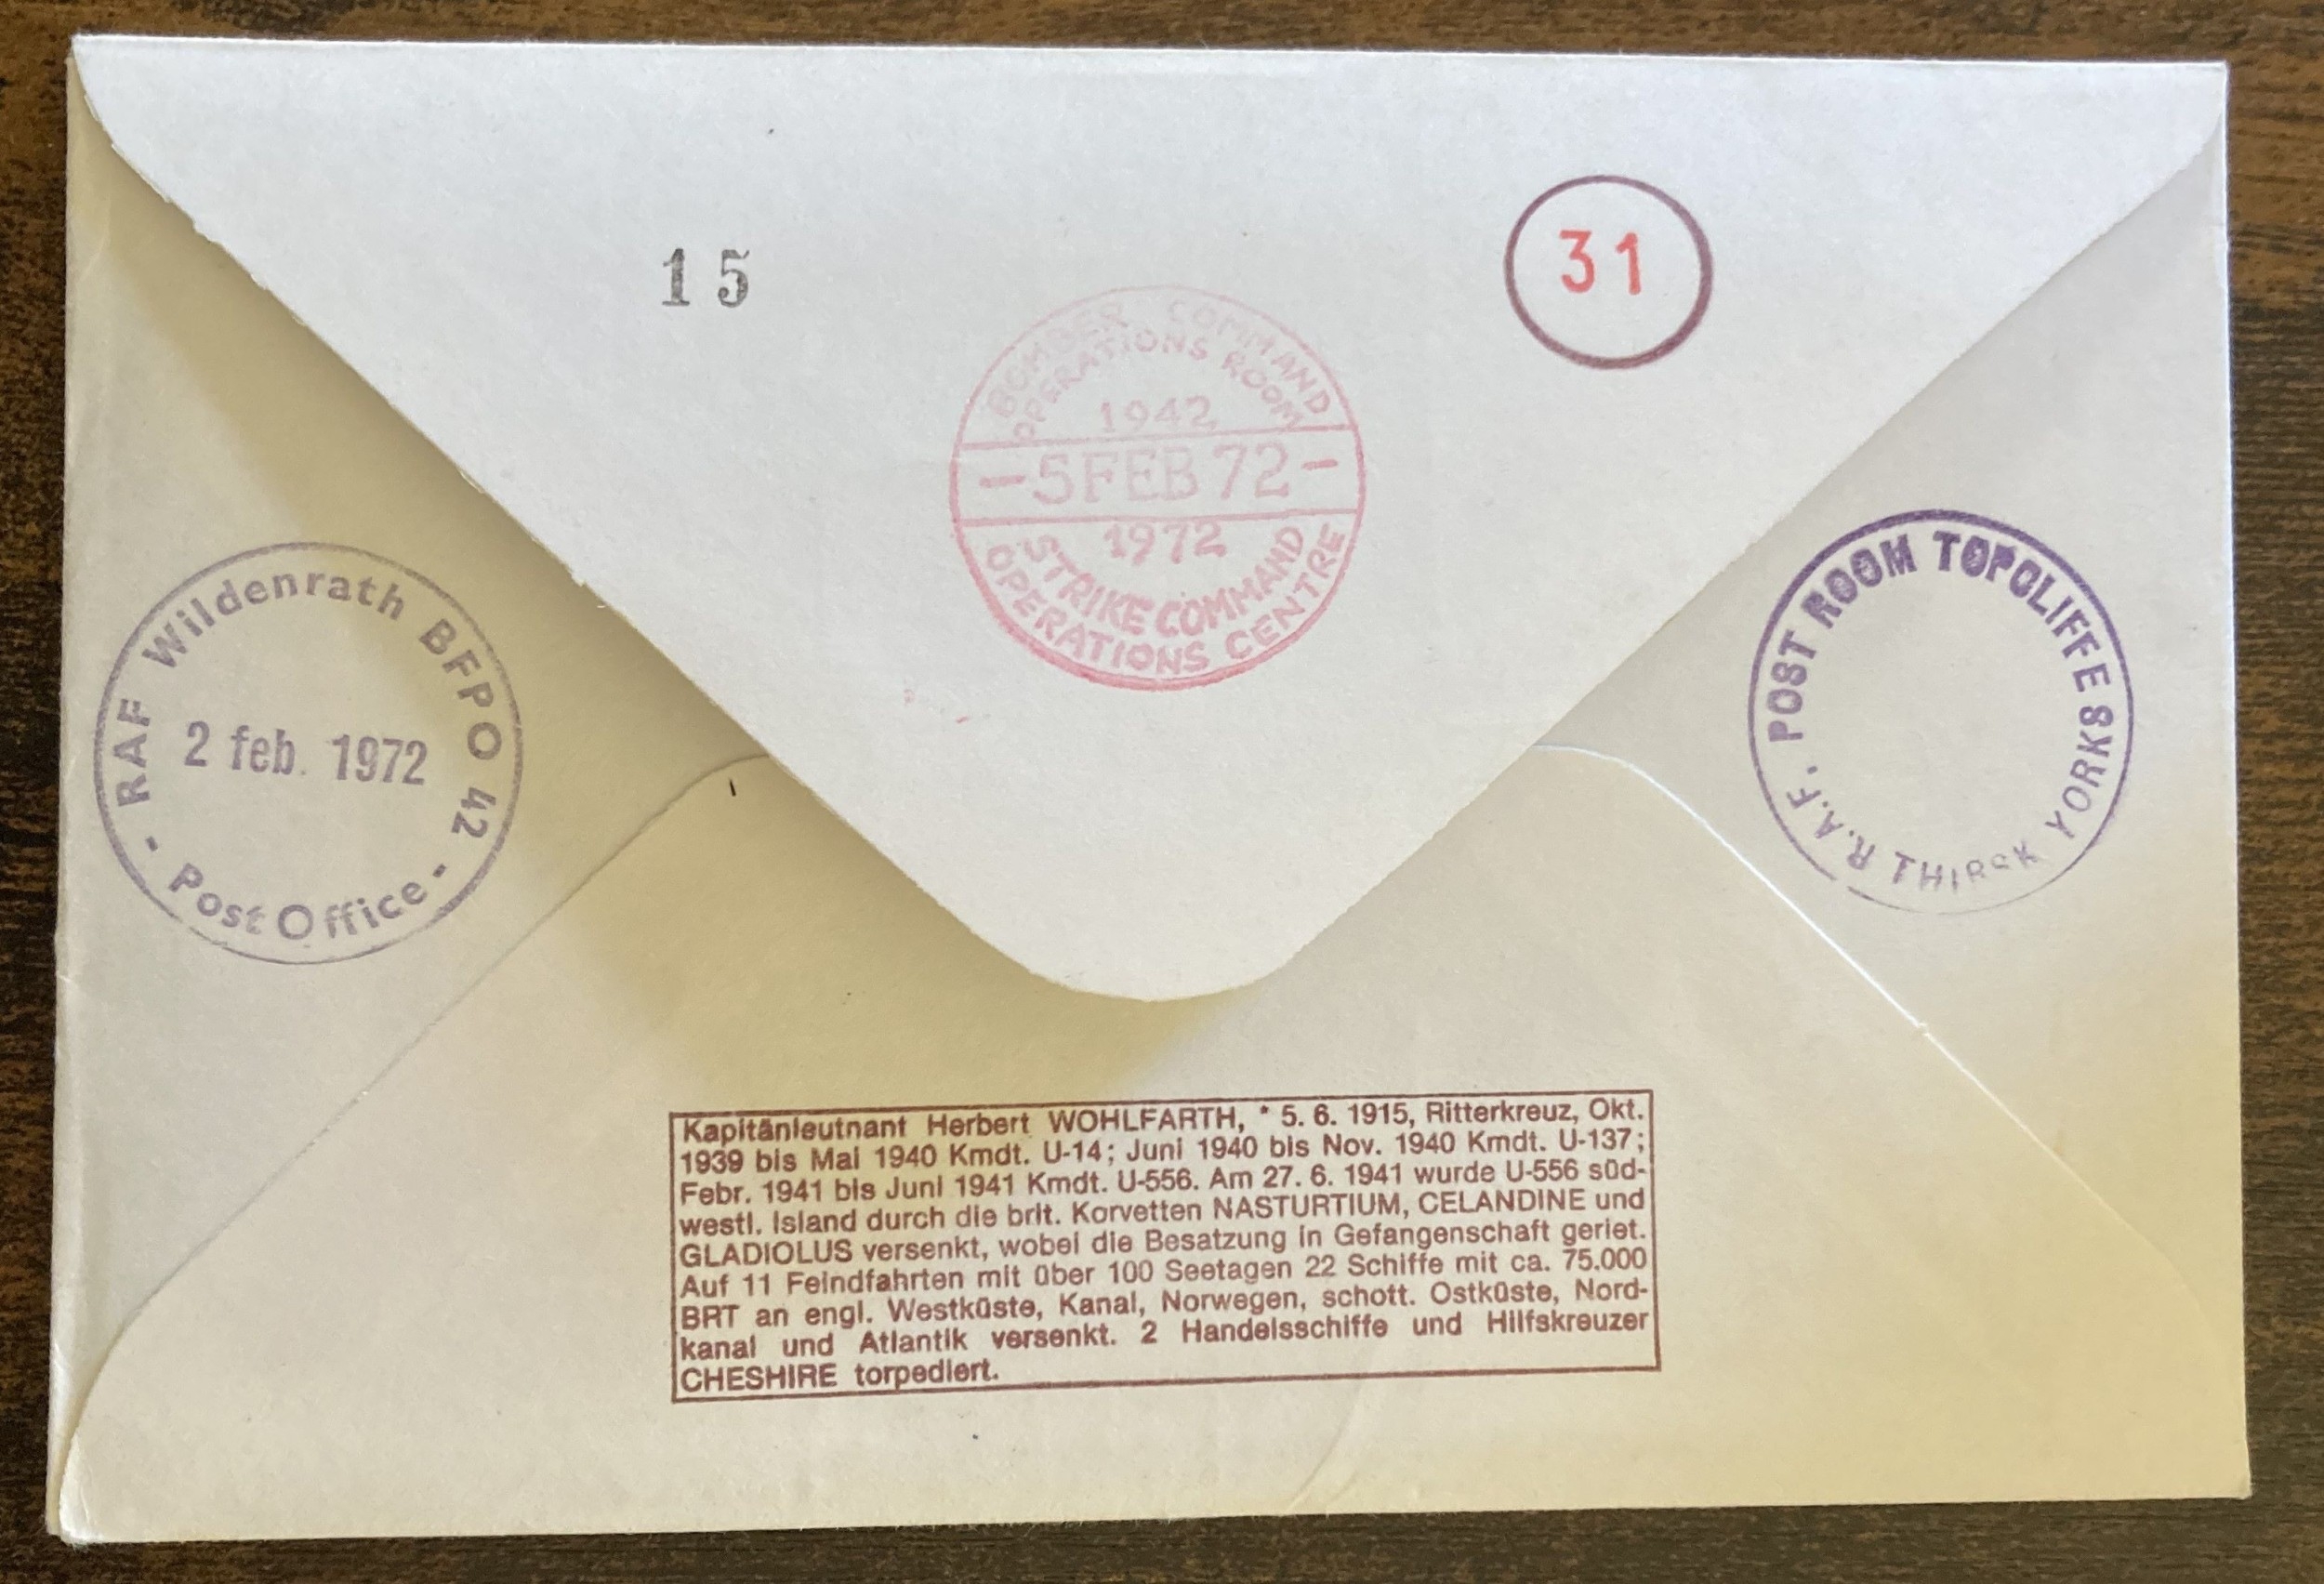 15
31
BOMBER COMMAND
OPERATIONS ROOM
1942
-5 FEB 72-
1972
STRIKE COMMAND
OPERATIONS CENTRE
RAF Wildenrath BFPO 42
2 feb. 1972
- Post Office -
R.A.F. POST ROOM TOPCLIFFE
THIRSK YORKS
Kapitänleutnant Herbert WOHLFARTH, * 5. 6. 1915, Ritterkreuz, Okt.
1939 bis Mai 1940 Kmdt. U-14; Juni 1940 bis Nov. 1940 Kmdt. U-137;
Febr. 1941 bis Juni 1941 Kmdt. U-556. Am 27. 6. 1941 wurde U-556 süd-
westl. Island durch die brit. Korvetten NASTURTIUM, CELANDINE und
GLADIOLUS versenkt, wobei die Besatzung in Gefangenschaft geriet.
Auf 11 Feindfahrten mit über 100 Seetagen 22 Schiffe mit ca. 75.000
BRT an engl. Westküste, Kanal, Norwegen, schott. Ostküste, Nord-
kanal und Atlantik versenkt. 2 Handelsschiffe und Hilfskreuzer
CHESHIRE torpediert.